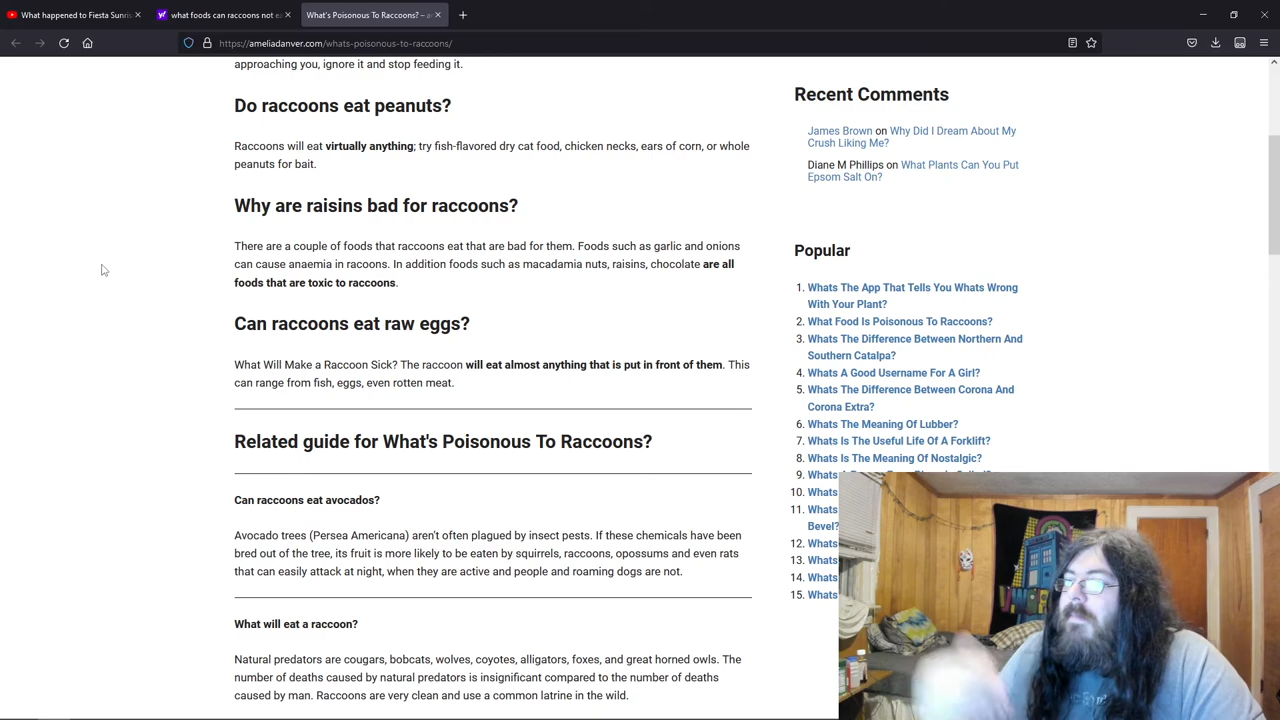 What happened to Fiesta Sunris
what foods can raccoons not ea
What's Poisonous To Raccoons? – a
https://ameliadanver.com/whats-poisonous-to-raccoons/
approaching you, ignore it and stop feeding it.
Do raccoons eat peanuts?
Raccoons will eat virtually anything; try fish-flavored dry cat food, chicken necks, ears of corn, or whole
peanuts for bait.
Why are raisins bad for raccoons?
There are a couple of foods that raccoons eat that are bad for them. Foods such as garlic and onions
can cause anaemia in racoons. In addition foods such as macadamia nuts, raisins, chocolate are all
foods that are toxic to raccoons.
Can raccoons eat raw eggs?
What Will Make a Raccoon Sick? The raccoon will eat almost anything that is put in front of them. This
can range from fish, eggs, even rotten meat.
Related guide for What's Poisonous To Raccoons?
Can raccoons eat avocados?
Avocado trees (Persea Americana) aren't often plagued by insect pests. If these chemicals have been
bred out of the tree, its fruit is more likely to be eaten by squirrels, raccoons, opossums and even rats
that can easily attack at night, when they are active and people and roaming dogs are not.
What will eat a raccoon?
Natural predators are cougars, bobcats, wolves, coyotes, alligators, foxes, and great horned owls. The
number of deaths caused by natural predators is insignificant compared to the number of deaths
caused by man. Raccoons are very clean and use a common latrine in the wild.
Recent Comments
James Brown on Why Did I Dream About My
Crush Liking Me?
Diane M Phillips on What Plants Can You Put
Epsom Salt On?
Popular
1. Whats The App That Tells You Whats Wrong
With Your Plant?
2. What Food Is Poisonous To Raccoons?
3. Whats The Difference Between Northern And
Southern Catalpa?
4. Whats A Good Username For A Girl?
5. Whats The Difference Between Corona And
Corona Extra?
6. Whats The Meaning Of Lubber?
7. Whats Is The Useful Life Of A Forklift?
8. Whats Is The Meaning Of Nostalgic?
9. Whats
10. Whats
11. Whats
Bevel?
12. Whats
13. Whats
14. Whats
15. Whats